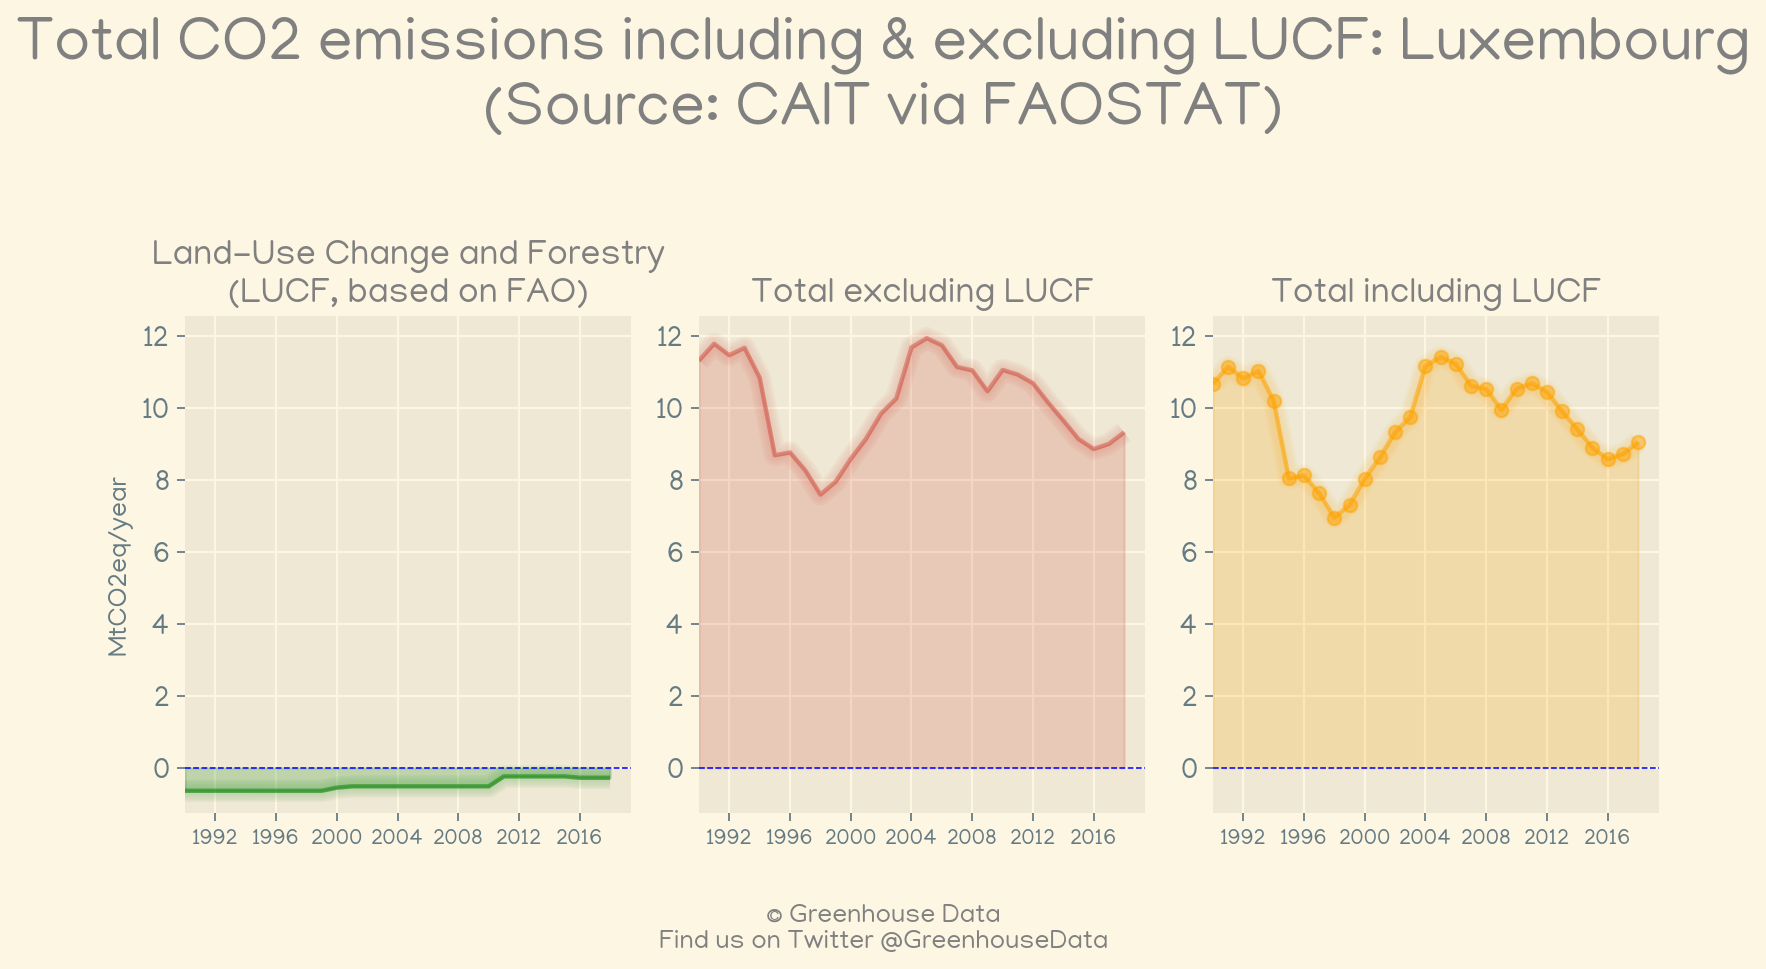 Total CO2 emissions including & excluding LUCF: Luxembourg
(Source: CAIT via FAOSTAT)
Land-Use Change and Forestry
(LUCF, based on FAO)
MtCO2eq/year
12
10
8
6
4
2
0
1992 1996 2000 2004 2008 2012 2016
Total excluding LUCF
12
10
8
6
4
2
0
1992 1996 2000 2004 2008 2012 2016
Total including LUCF
12
10
8
6
4
2
0
1992 1996 2000 2004 2008 2012 2016
© Greenhouse Data
Find us on Twitter @GreenhouseData